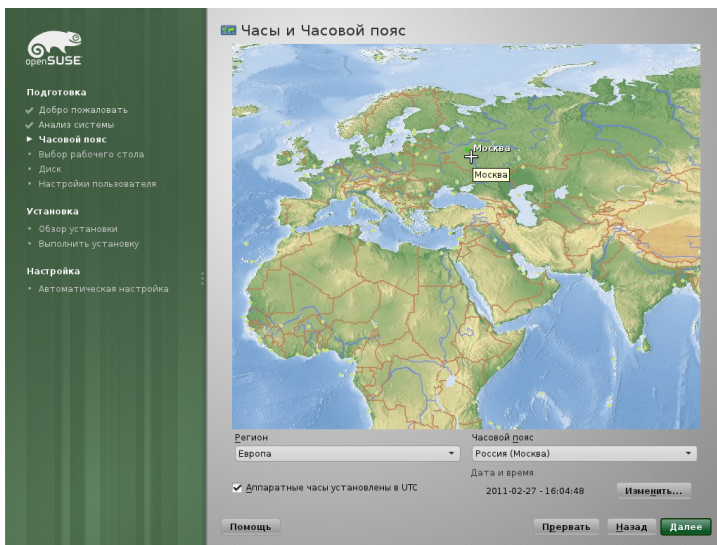 openSUSE
Подготовка
Добро пожаловать
Анализ системы
Часовой пояс
Выбор рабочего стола
Диск
Настройки пользователя
Установка
Обзор установки
Выполнить установку
Настройка
Автоматическая настройка
Часы и Часовой пояс
Москва
Москва
Регион
Часовой пояс
Европа
Россия (Москва)
Дата и время
Аппаратные часы установлены в UTC
2011-02-27 - 16:04:48
Изменить...
Помощь
Прервать
Назад
Далее